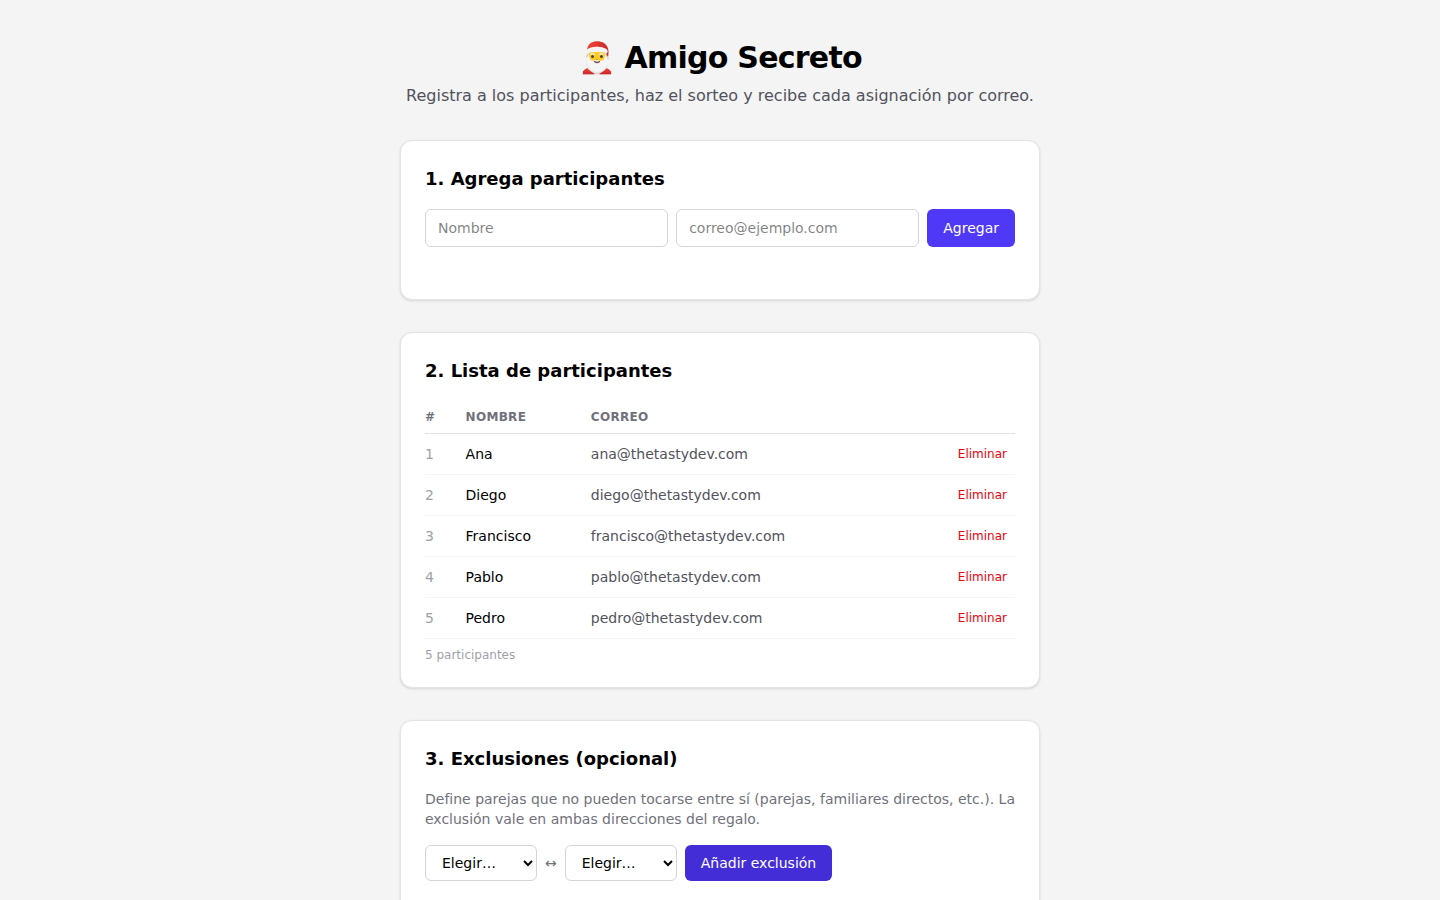 🎅 Amigo Secreto
Registra a los participantes, haz el sorteo y recibe cada asignación por correo.
1. Agrega participantes
Nombre correo@ejemplo.com Agregar
2. Lista de participantes
# NOMBRE CORREO
1 Ana ana@thetastydev.com Eliminar
2 Diego diego@thetastydev.com Eliminar
3 Francisco francisco@thetastydev.com Eliminar
4 Pablo pablo@thetastydev.com Eliminar
5 Pedro pedro@thetastydev.com Eliminar
5 participantes
3. Exclusiones (opcional)
Define parejas que no pueden tocarse entre sí (parejas, familiares directos, etc.). La
exclusión vale en ambas direcciones del regalo.
Elegir... ↔ Elegir... Añadir exclusión